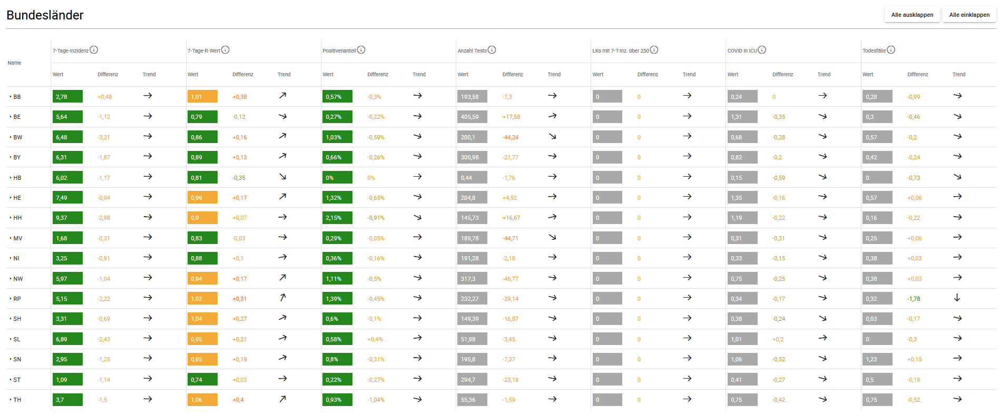 Bundesländer
Alle ausklappen Alle einklappen
Name 7-Tage-Inzidenz 7-Tage-R-Wert Positivenanteil Anzahl Tests LKs mit 7-T-Inz. über 250 COVID in ICU Todesfälle
Wert Differenz Trend Wert Differenz Trend Wert Differenz Trend Wert Differenz Trend Wert Differenz Trend Wert Differenz Trend Wert Differenz Trend
BB 2,78 +0,48 1,01 +0,38 0,57% -0,3% 193,58 -7,3 0 0 0,24 0 0,28 -0,99
BE 5,64 -1,12 0,79 -0,12 0,27% -0,22% 405,59 +17,58 0 0 1,31 -0,35 0,3 -0,46
BW 6,48 -3,21 0,86 +0,16 1,03% -0,59% 200,1 -44,24 0 0 0,68 -0,28 0,57 -0,2
BY 6,31 -1,87 0,89 +0,13 0,66% -0,26% 300,98 -21,77 0 0 0,82 -0,2 0,42 -0,24
HB 6,02 -1,17 0,81 -0,35 0% 0% 0,44 -1,76 0 0 0,15 -0,59 0 -0,73
HE 7,49 -0,94 0,99 +0,17 1,32% -0,65% 204,8 +4,52 0 0 1,35 -0,16 0,57 +0,06
HH 9,37 -2,98 0,9 +0,07 2,15% -0,91% 145,73 +16,67 0 0 1,19 -0,22 0,16 -0,22
MV 1,68 -0,31 0,83 -0,03 0,29% -0,05% 189,78 -44,71 0 0 0,31 -0,31 0,25 +0,06
NI 3,25 -0,91 0,88 +0,1 0,36% -0,16% 191,28 -2,18 0 0 0,33 -0,15 0,38 +0,03
NW 5,97 -1,04 0,94 +0,17 1,11% -0,5% 317,3 -46,77 0 0 0,75 -0,25 0,38 +0,03
RP 5,15 -2,22 1,02 +0,31 1,39% -0,45% 232,27 -29,14 0 0 0,34 -0,17 0,32 -1,78
SH 3,31 -0,69 1,04 +0,27 0,6% -0,1% 149,39 -16,87 0 0 0,38 -0,24 0,03 -0,17
SL 6,89 -2,43 0,95 +0,21 0,58% +0,4% 51,98 -3,45 0 0 1,01 +0,2 0 -0,3
SN 2,95 -1,25 0,95 +0,19 0,8% -0,31% 195,8 -7,37 0 0 1,06 -0,52 1,23 +0,15
ST 1,09 -1,14 0,74 +0,03 0,22% -0,27% 294,7 -23,19 0 0 0,41 -0,27 0,5 -0,18
TH 3,7 -1,5 1,06 +0,4 0,93% -1,04% 55,36 -1,59 0 0 0,75 -0,42 0,75 -0,52